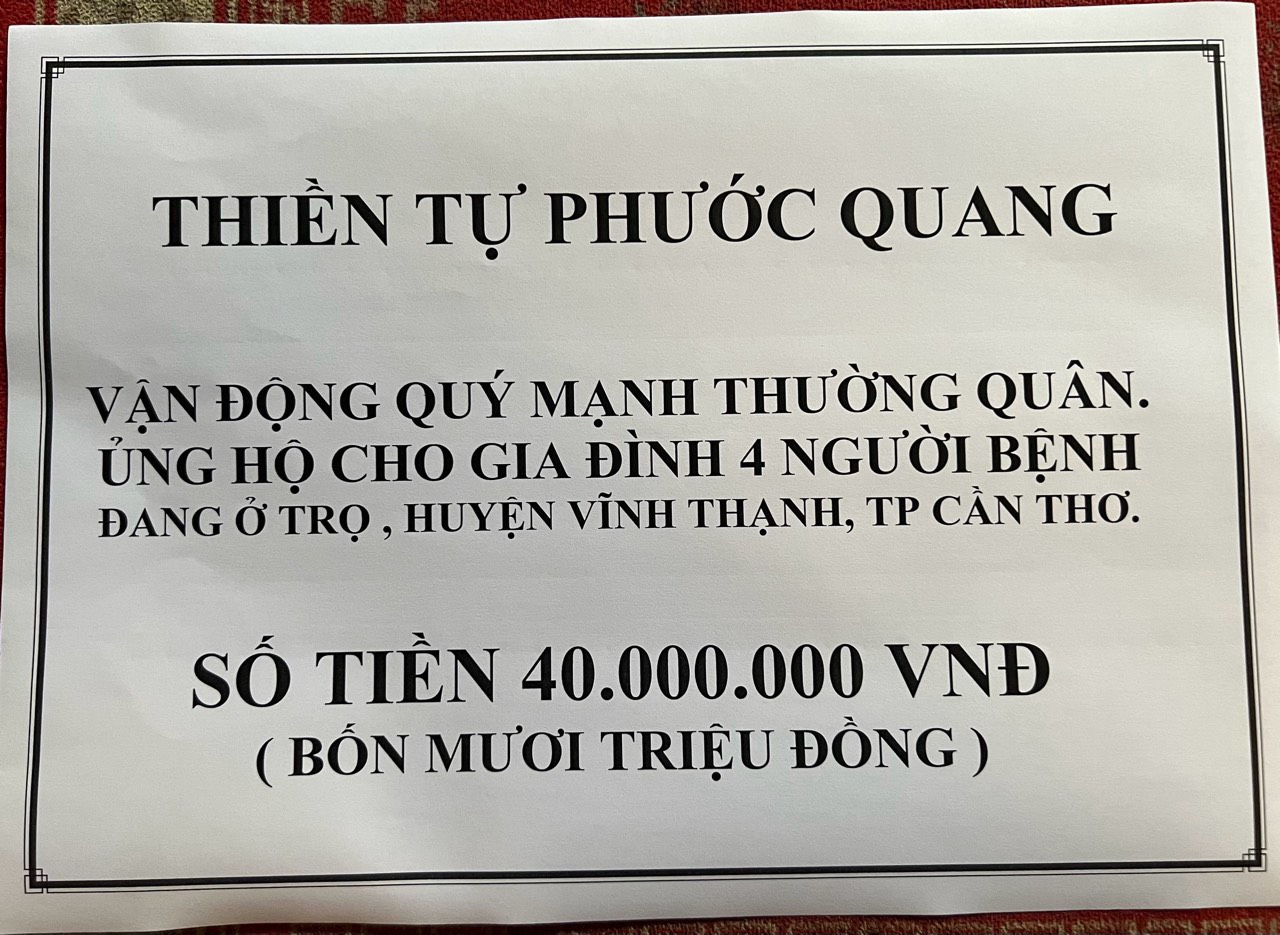 THIỀN TỰ PHƯỚC QUANG
VẬN ĐỘNG QUÝ MẠNH THƯỜNG QUÂN.
ỦNG HỘ CHO GIA ĐÌNH 4 NGƯỜI BỆNH
ĐANG Ở TRỌ , HUYỆN VĨNH THẠNH, TP CẦN THƠ.
SỐ TIỀN 40.000.000 VNĐ
( BỐN MƯƠI TRIỆU ĐỒNG )